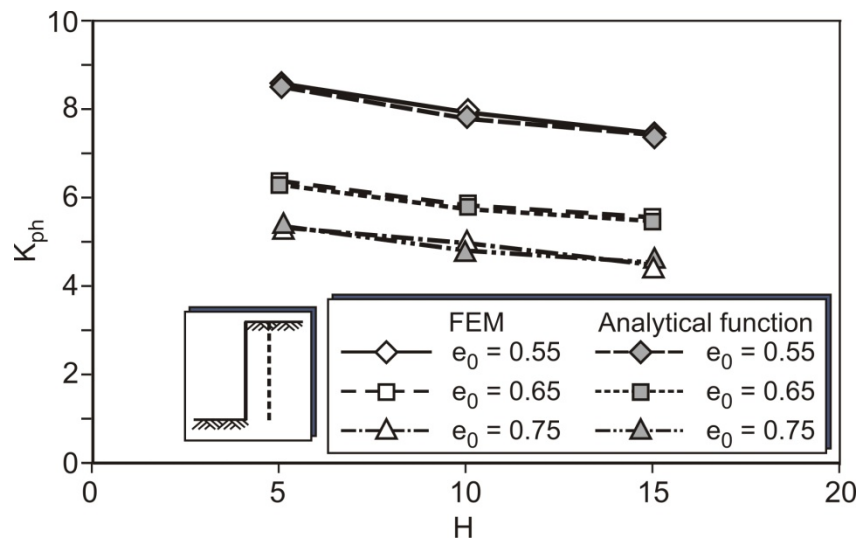 10
8
6
4
2
0
K_ph
0 5 10 15 20
H
FEM Analytical function
e_0 = 0.55 e_0 = 0.55
e_0 = 0.65 e_0 = 0.65
e_0 = 0.75 e_0 = 0.75